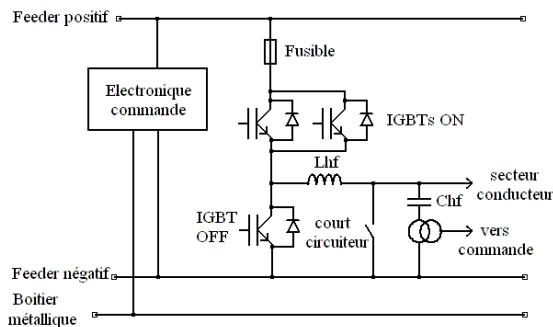 Feeder positif
Fusible
Electronique
commande
IGBTs ON
Lhf
secteur
conducteur
Chf
IGBT
OFF
court
circuiteur
vers
commande
Feeder négatif
Boitier
métallique